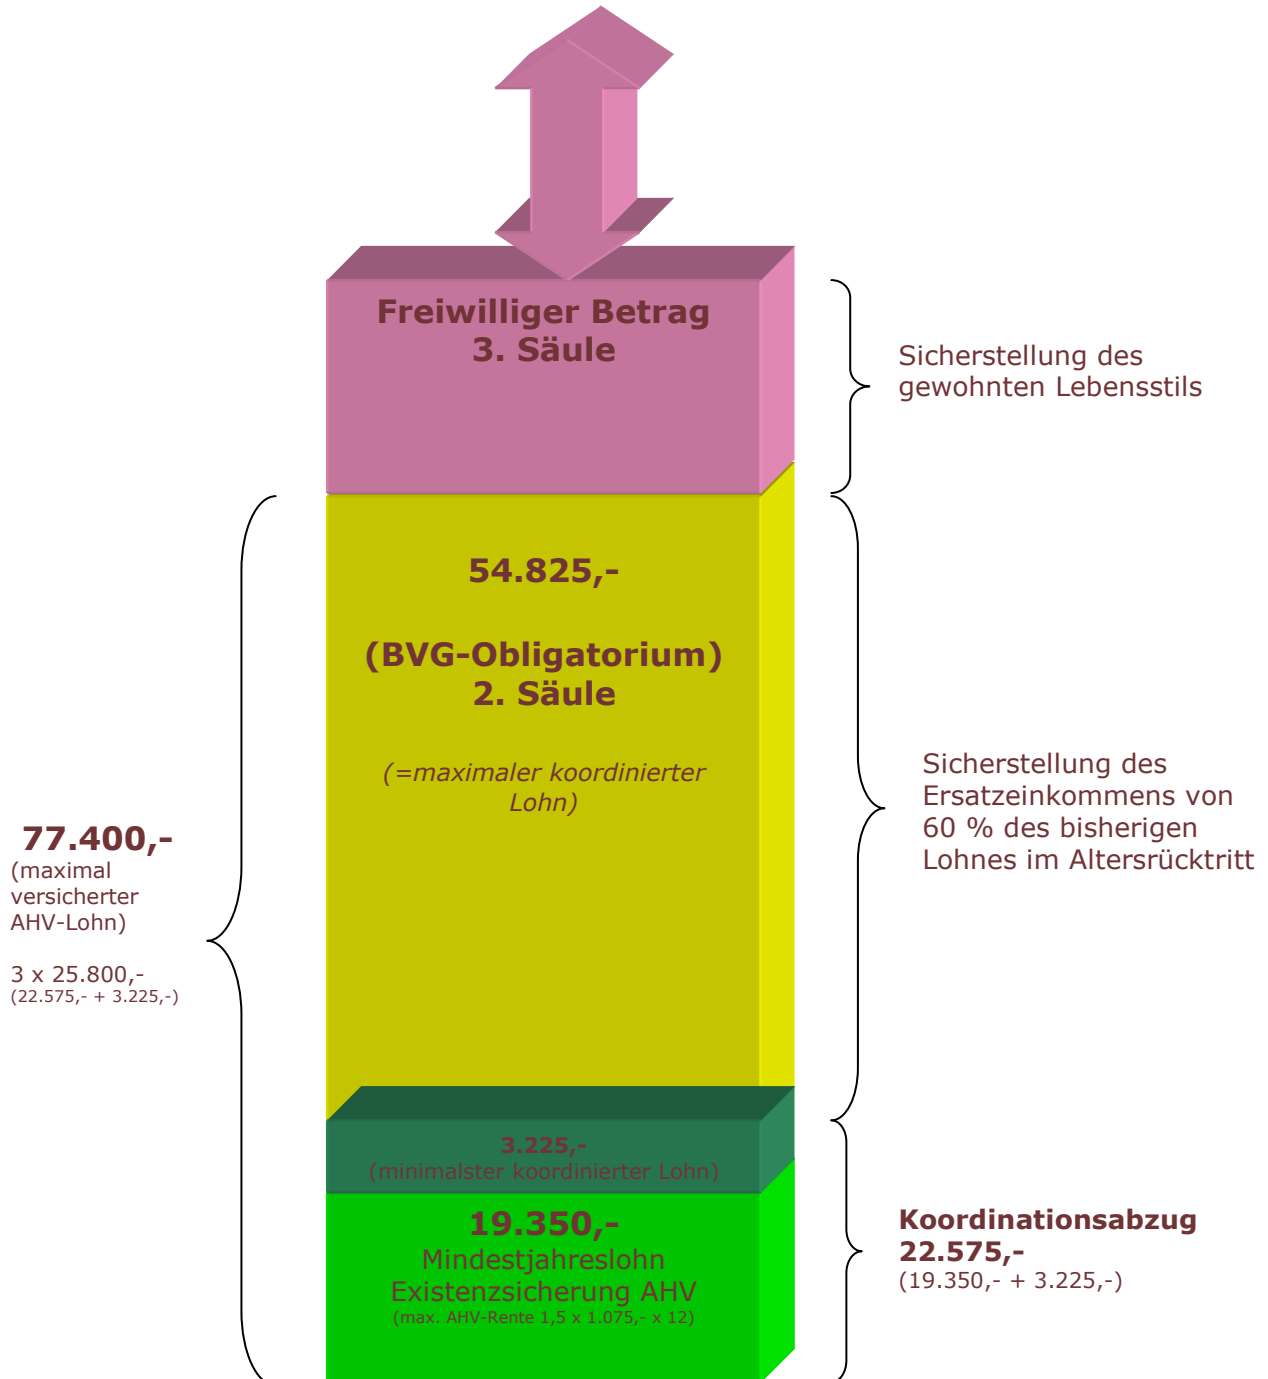 Freiwilliger Betrag
3. Säule
Sicherstellung des
gewohnten Lebensstils
54.825,-
(BVG-Obligatorium)
2. Säule
(=maximaler koordinierter
Lohn)
Sicherstellung des
Ersatzeinkommens von
60 % des bisherigen
Lohnes im Altersrücktritt
77.400,-
(maximal
versicherter
AHV-Lohn)
3 x 25.800,-
(22.575,- + 3.225,-)
3.225,-
(minimalster koordinierter Lohn)
19.350,-
Mindestjahreslohn
Existenzsicherung AHV
(max. AHV-Rente 1,5 x 1.075,- x 12)
Koordinationsabzug
22.575,-
(19.350,- + 3.225,-)